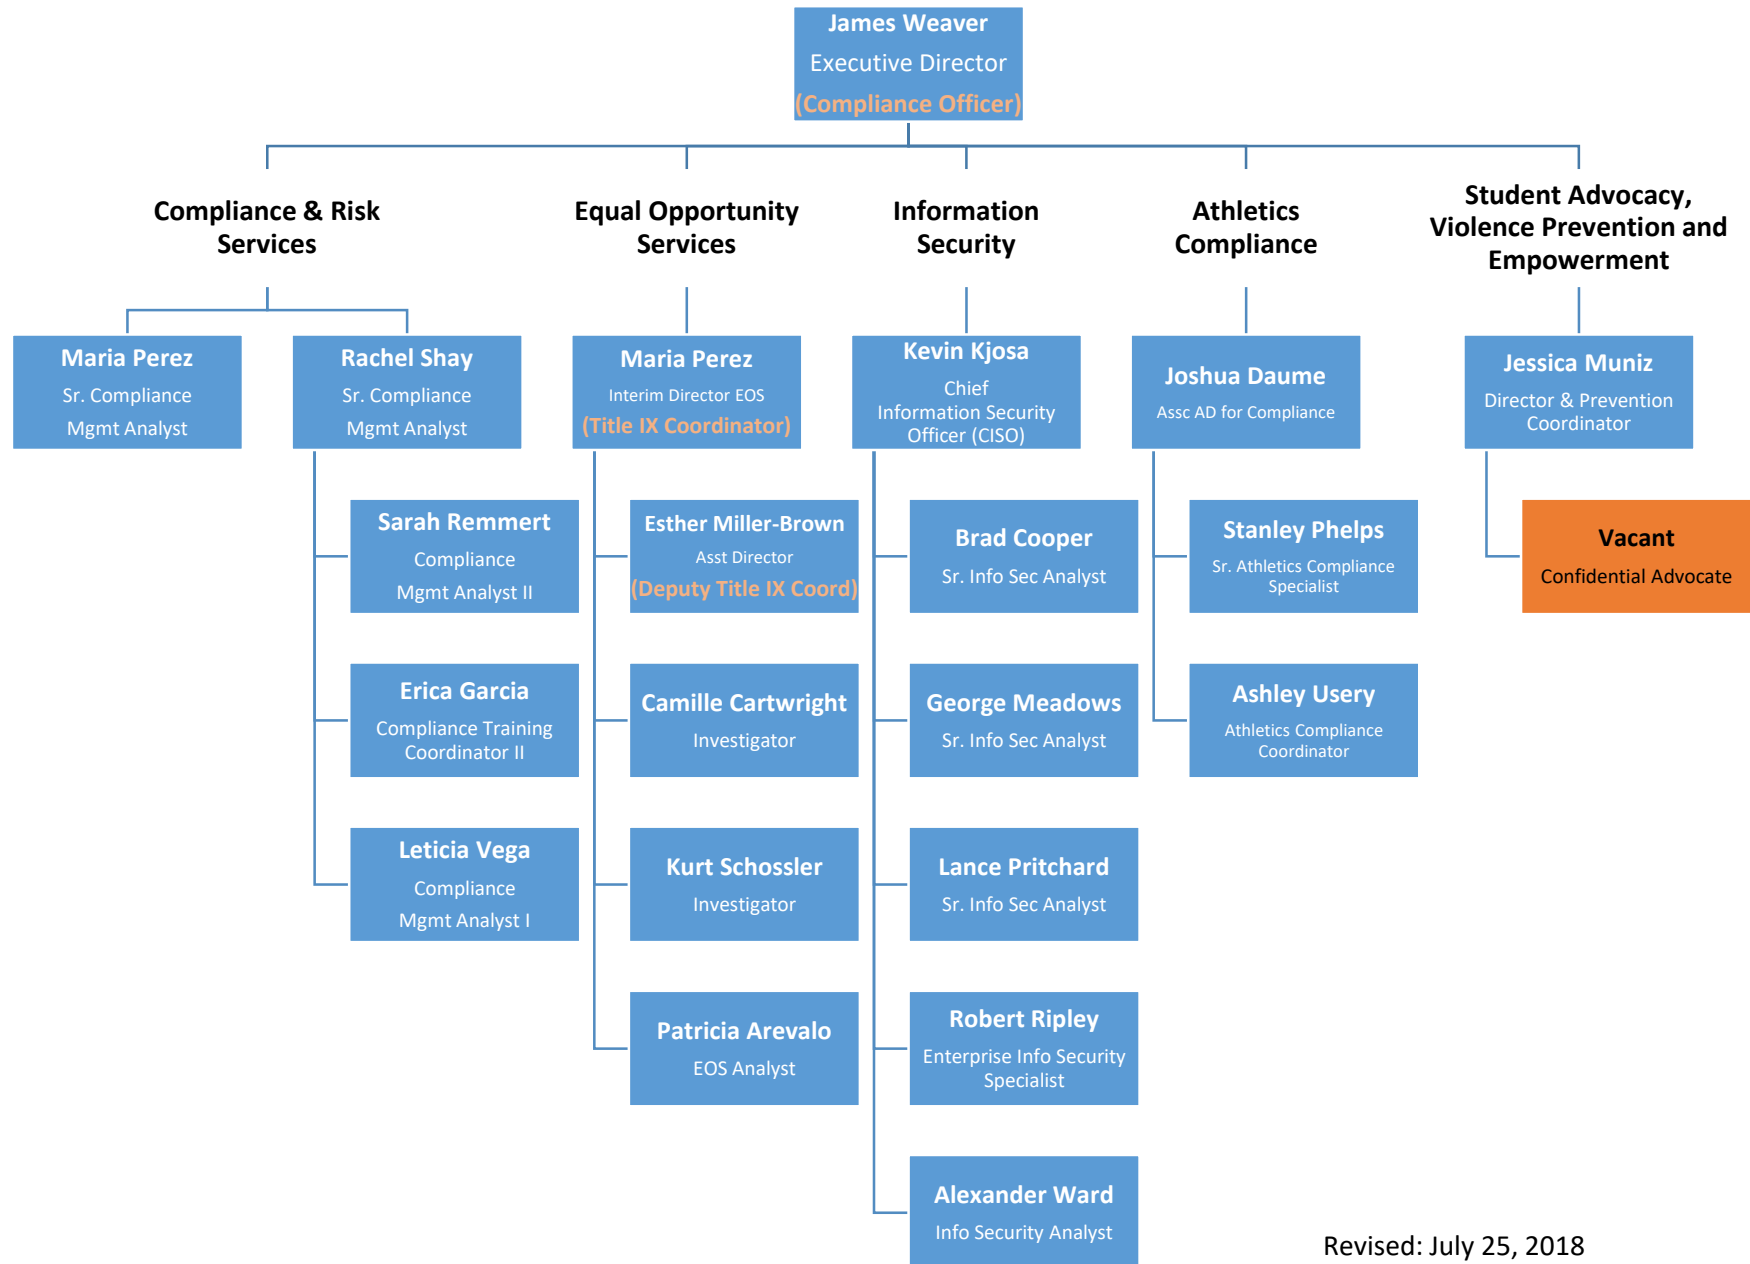 James Weaver
Executive Director
(Compliance Officer)
Compliance & Risk
Services
Equal Opportunity
Services
Information
Security
Athletics
Compliance
Student Advocacy,
Violence Prevention and
Empowerment
Maria Perez
Sr. Compliance
Mgmt Analyst
Rachel Shay
Sr. Compliance
Mgmt Analyst
Maria Perez
Interim Director EOS
(Title IX Coordinator)
Kevin Kjosa
Chief
Information Security
Officer (CISO)
Joshua Daume
Assc AD for Compliance
Jessica Muniz
Director & Prevention
Coordinator
Sarah Remmert
Compliance
Mgmt Analyst II
Esther Miller-Brown
Asst Director
(Deputy Title IX Coord)
Brad Cooper
Sr. Info Sec Analyst
Stanley Phelps
Sr. Athletics Compliance
Specialist
Vacant
Confidential Advocate
Erica Garcia
Compliance Training
Coordinator II
Camille Cartwright
Investigator
George Meadows
Sr. Info Sec Analyst
Ashley Usery
Athletics Compliance
Coordinator
Leticia Vega
Compliance
Mgmt Analyst I
Kurt Schossler
Investigator
Lance Pritchard
Sr. Info Sec Analyst
Patricia Arevalo
EOS Analyst
Robert Ripley
Enterprise Info Security
Specialist
Alexander Ward
Info Security Analyst
Revised: July 25, 2018